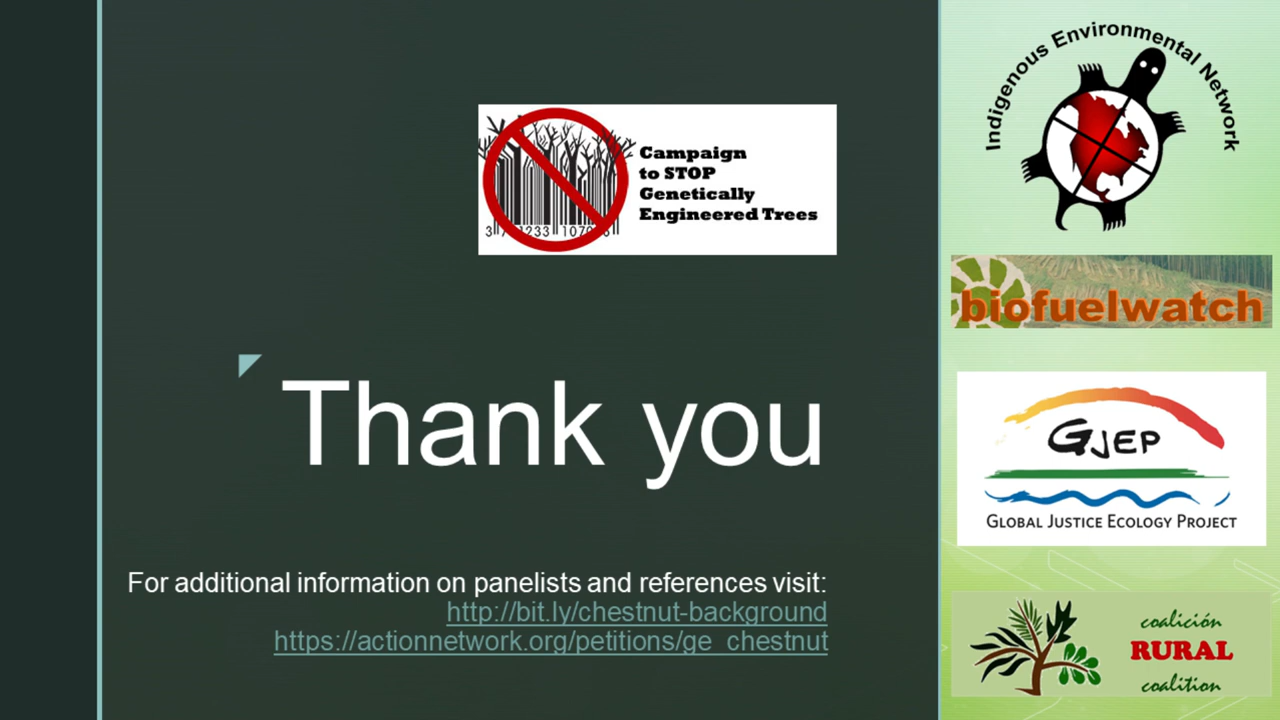 Campaign
to STOP
Genetically
Engineered Trees
Thank you
For additional information on panelists and references visit:
http://bit.ly/chestnut-background
https://actionnetwork.org/petitions/ge_chestnut
Indigenous Environmental Network
biofuelwatch
GJEP
GLOBAL JUSTICE ECOLOGY PROJECT
coalición
RURAL
coalition